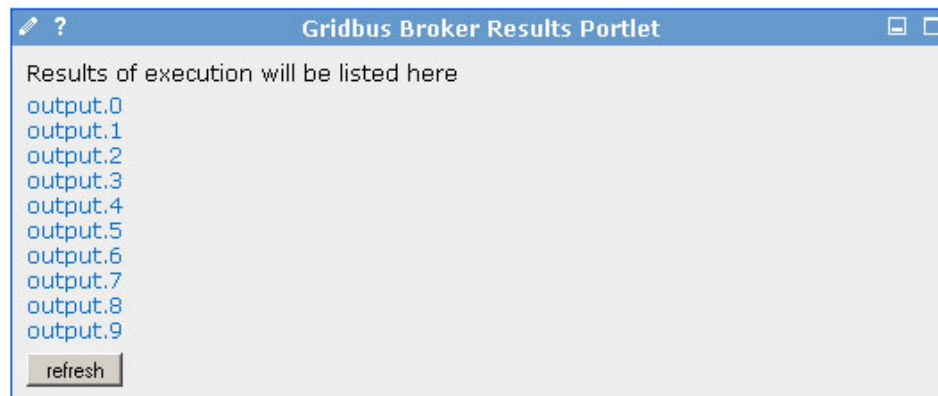 ? Gridbus Broker Results Portlet
Results of execution will be listed here
output.0
output.1
output.2
output.3
output.4
output.5
output.6
output.7
output.8
output.9
refresh